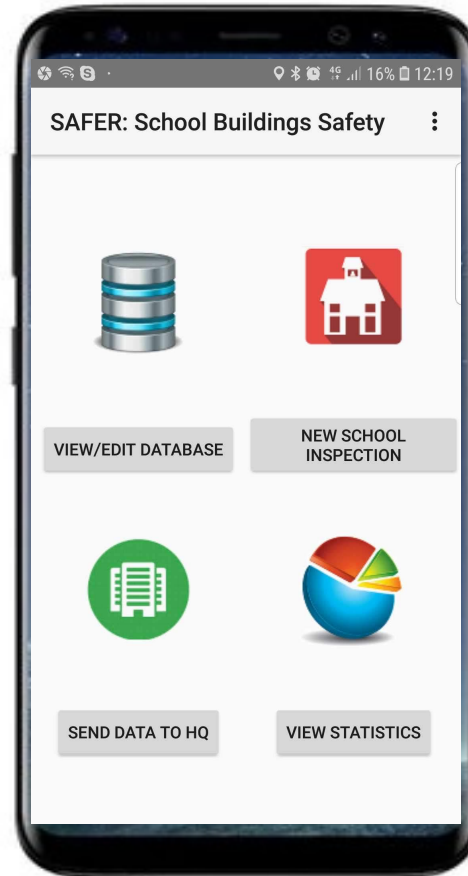 4G 16% 12:19
SAFER: School Buildings Safety
VIEW/EDIT DATABASE
NEW SCHOOL
INSPECTION
SEND DATA TO HQ
VIEW STATISTICS